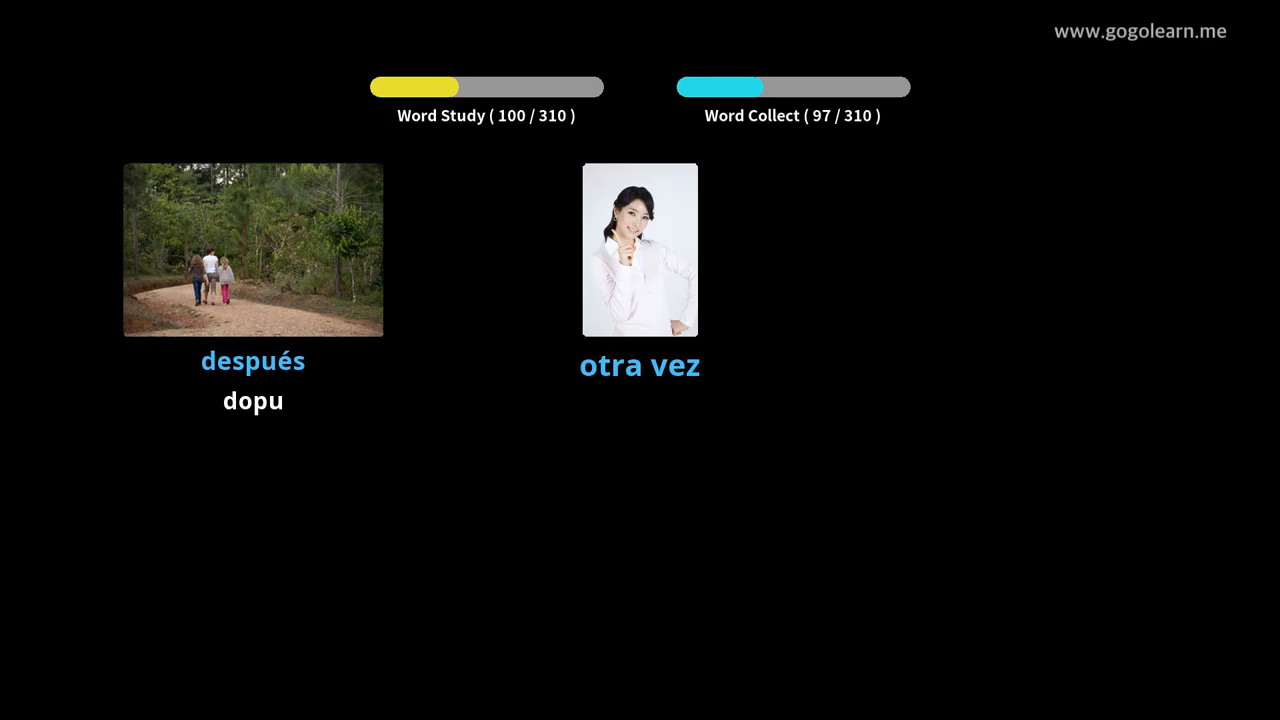 www.gogolearn.me
Word Study ( 100 / 310 )
Word Collect ( 97 / 310 )
después
dopu
otra vez